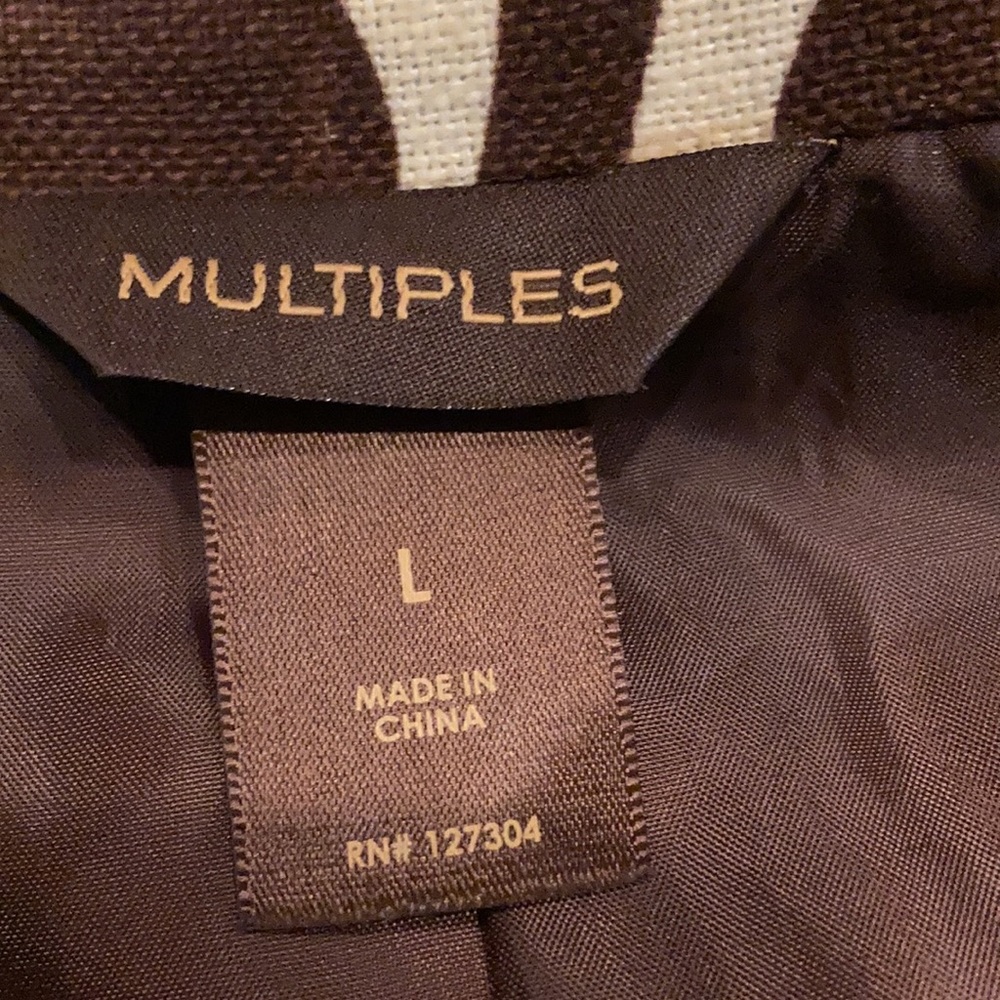 MULTIPLES
L
MADE IN
CHINA
RN# 127304